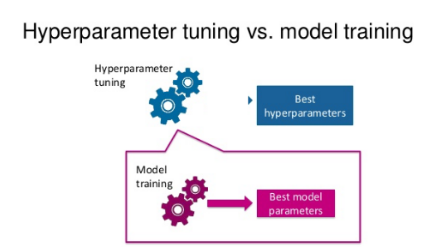 Hyperparameter tuning vs. model training
Hyperparameter
tuning
Best
hyperparameters
Model
training
Best model
parameters